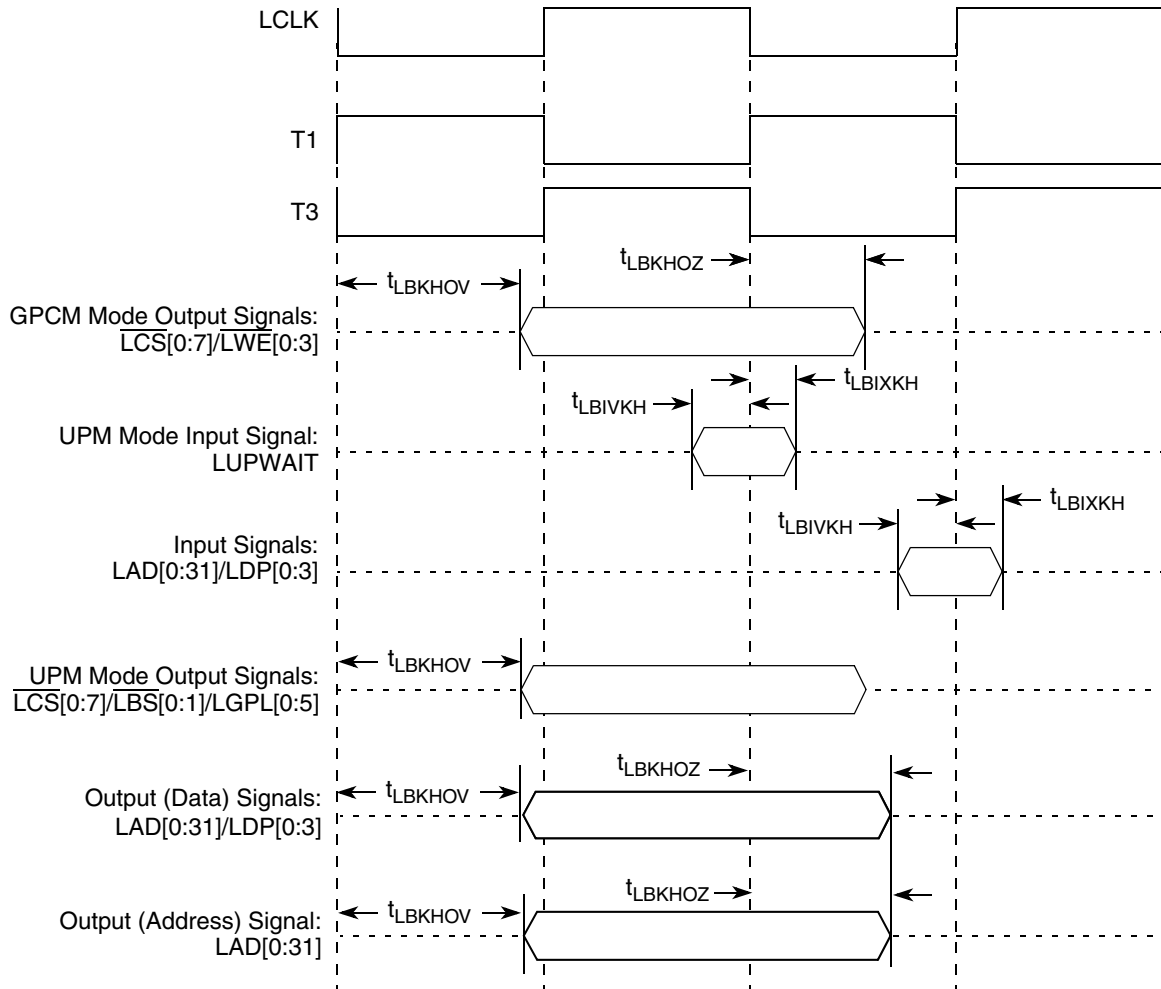 LCLK
T1
T3
tLBKHOZ
tLBKHOV
GPCM Mode Output Signals:
LCS[0:7]/LWE[0:3]
tLBIXKH
tLBIVKH
UPM Mode Input Signal:
LUPWAIT
tLBIXKH
tLBIVKH
Input Signals:
LAD[0:31]/LDP[0:3]
tLBKHOV
UPM Mode Output Signals:
LCS[0:7]/LBS[0:1]/LGPL[0:5]
tLBKHOZ
tLBKHOV
Output (Data) Signals:
LAD[0:31]/LDP[0:3]
tLBKHOZ
tLBKHOV
Output (Address) Signal:
LAD[0:31]